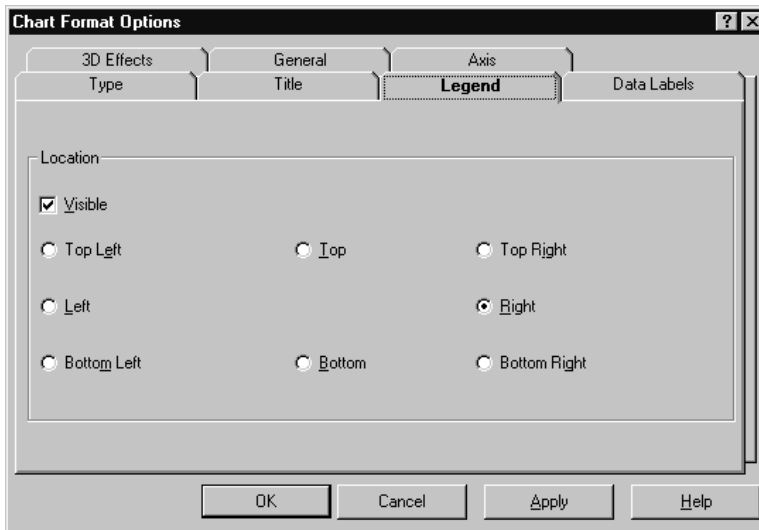 Chart Format Options
3D Effects General Axis
Type Title Legend Data Labels
Location
Visible
Top Left Top Top Right
Left Right
Bottom Left Bottom Bottom Right
OK Cancel Apply Help